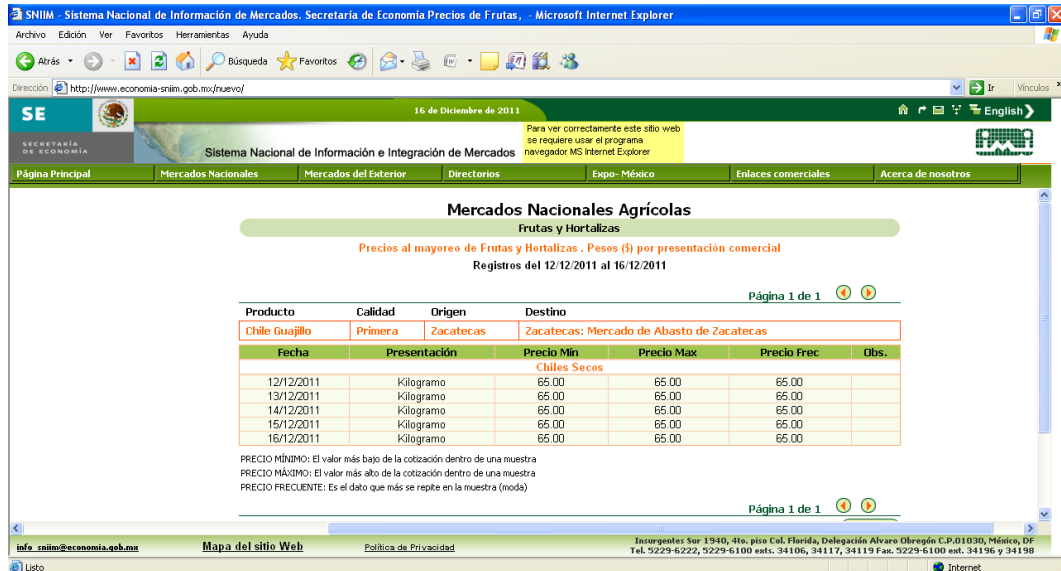 SNIIM - Sistema Nacional de Información de Mercados. Secretaría de Economía Precios de Frutas, - Microsoft Internet Explorer
Archivo Edición Ver Favoritos Herramientas Ayuda
Atrás Búsqueda Favoritos
Dirección http://www.economia-sniim.gob.mx/nuevo/ Ir Vínculos »
SE 16 de Diciembre de 2011 English
SECRETARÍA
DE ECONOMÍA
Sistema Nacional de Información e Integración de Mercados
Para ver correctamente este sitio web
se requiere usar el programa
navegador MS Internet Explorer
Página Principal Mercados Nacionales Mercados del Exterior Directorios Expo- México Enlaces comerciales Acerca de nosotros
Mercados Nacionales Agrícolas
Frutas y Hortalizas
Precios al mayoreo de Frutas y Hortalizas . Pesos ($) por presentación comercial
Registros del 12/12/2011 al 16/12/2011
Página 1 de 1
Producto Calidad Origen Destino
Chile Guajillo Primera Zacatecas Zacatecas: Mercado de Abasto de Zacatecas
Fecha Presentación Precio Mín Precio Max Precio Frec Obs.
Chiles Secos
12/12/2011 Kilogramo 65.00 65.00 65.00
13/12/2011 Kilogramo 65.00 65.00 65.00
14/12/2011 Kilogramo 65.00 65.00 65.00
15/12/2011 Kilogramo 65.00 65.00 65.00
16/12/2011 Kilogramo 65.00 65.00 65.00
PRECIO MÍNIMO: El valor más bajo de la cotización dentro de una muestra
PRECIO MÁXIMO: El valor más alto de la cotización dentro de una muestra
PRECIO FRECUENTE: Es el dato que más se repite en la muestra (moda)
Página 1 de 1
info_sniim@economia.gob.mx Mapa del sitio Web Política de Privacidad
Insurgentes Sur 1940, 4to. piso Col. Florida, Delegación Alvaro Obregón C.P.01030, México, DF
Tel. 5229-6222, 5229-6100 exts. 34106, 34117, 34119 Fax. 5229-6100 ext. 34196 y 34198
Listo Internet